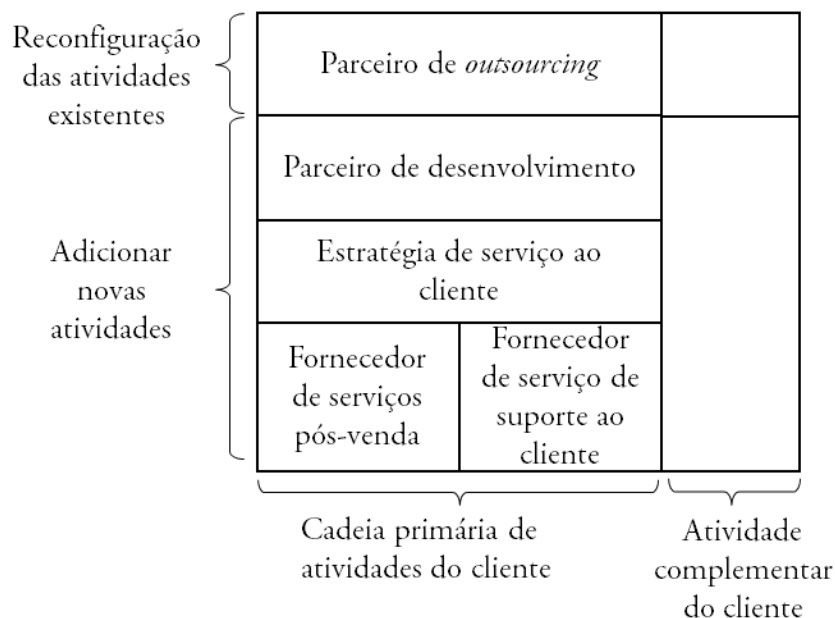 Reconfiguração
das atividades
existentes
Parceiro de outsourcing
Parceiro de desenvolvimento
Adicionar
novas
atividades
Estratégia de serviço ao
cliente
Fornecedor
de serviços
pós-venda
Fornecedor
de serviço de
suporte ao
cliente
Cadeia primária de
atividades do cliente
Atividade
complementar
do cliente